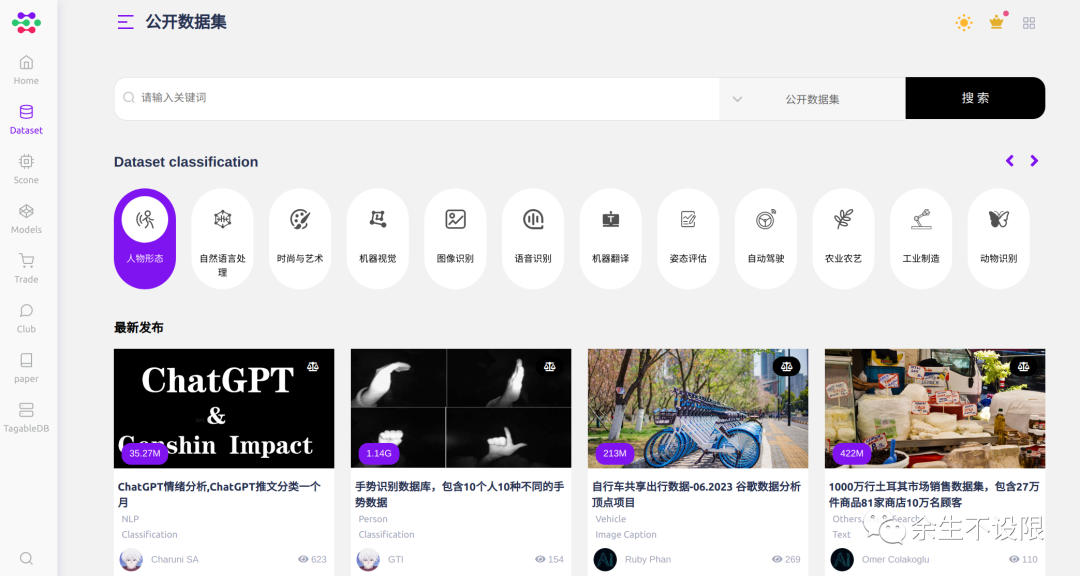 公开数据集
Home
Dataset
Scone
Models
Trade
Club
paper
TagableDB
请输入关键词
公开数据集
搜索
Dataset classification
人物形态
自然语言处
理
时尚与艺术
机器视觉
图像识别
语音识别
机器翻译
姿态评估
自动驾驶
农业农艺
工业制造
动物识别
最新发布
ChatGPT
&
Genshin Impact
35.27M
ChatGPT情绪分析,ChatGPT推文分类一个
月
NLP
Classification
Charuni SA
623
1.14G
手势识别数据库，包含10个人10种不同的手
势数据
Person
Classification
GTI
154
213M
自行车共享出行数据-06.2023 谷歌数据分析
顶点项目
Vehicle
Image Caption
AI
Ruby Phan
269
422M
1000万行土耳其市场销售数据集，包含27万
件商品81家商店10万名顾客
Others
Search
Text
AI
Omer Colakoglu
110
余生不设限